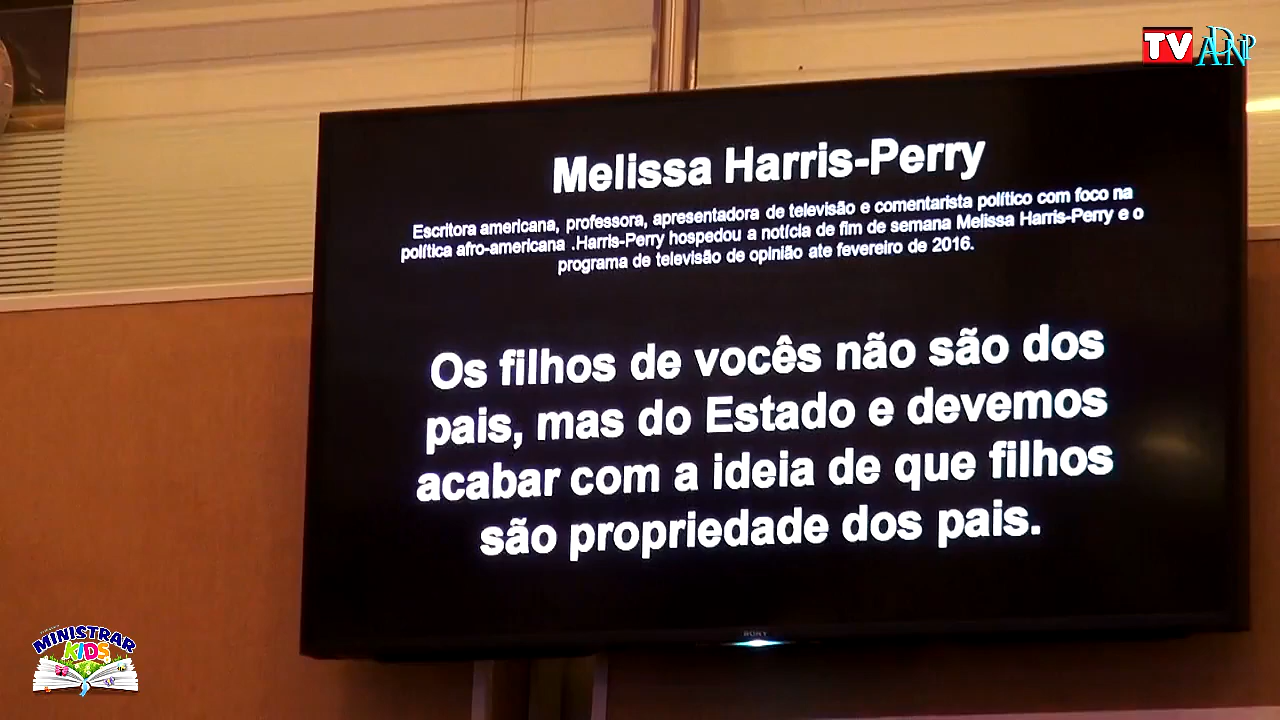 TV ADNP
Melissa Harris-Perry
Escritora americana, professora, apresentadora de televisão e comentarista político com foco na
política afro-americana .Harris-Perry hospedou a notícia de fim de semana Melissa Harris-Perry e o
programa de televisão de opinião ate fevereiro de 2016.
Os filhos de vocês não são dos
pais, mas do Estado e devemos
acabar com a ideia de que filhos
são propriedade dos pais.
SONY
MINISTRAR
KIDS